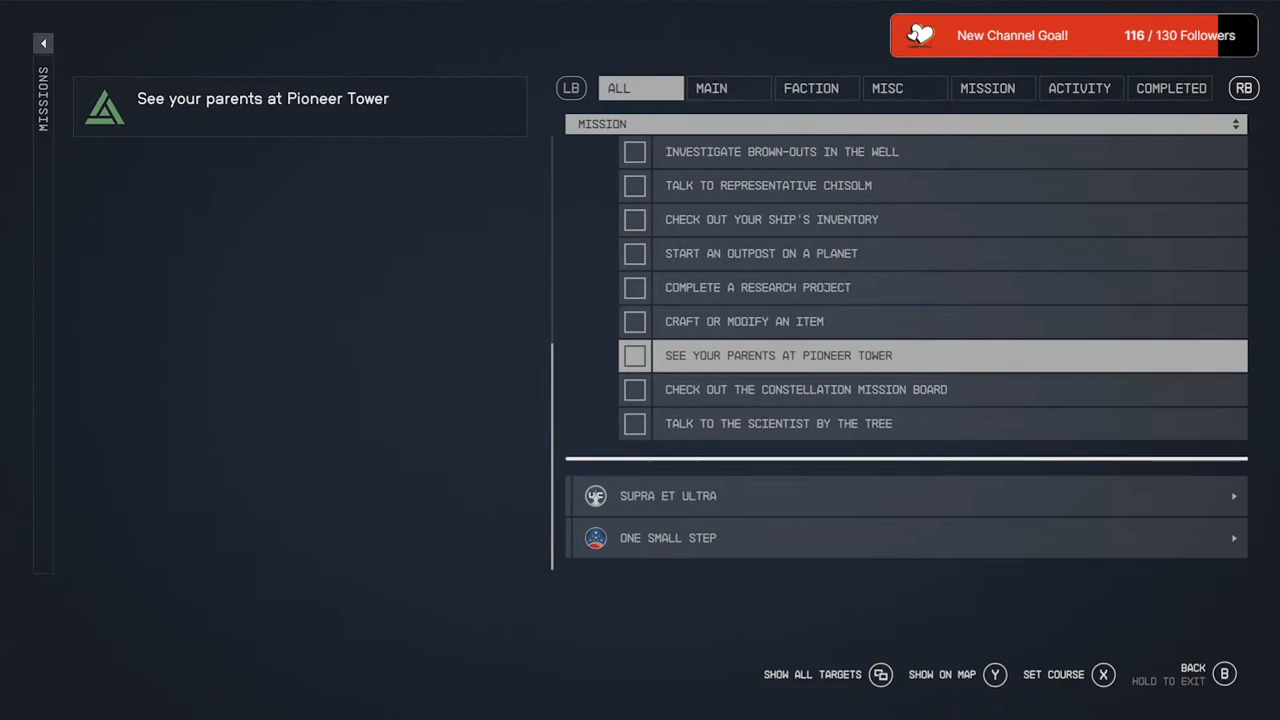 New Channel Goal! 116 / 130 Followers
MISSIONS
See your parents at Pioneer Tower
LB ALL MAIN FACTION MISC MISSION ACTIVITY COMPLETED RB
MISSION
INVESTIGATE BROWN-OUTS IN THE WELL
TALK TO REPRESENTATIVE CHISOLM
CHECK OUT YOUR SHIP'S INVENTORY
START AN OUTPOST ON A PLANET
COMPLETE A RESEARCH PROJECT
CRAFT OR MODIFY AN ITEM
SEE YOUR PARENTS AT PIONEER TOWER
CHECK OUT THE CONSTELLATION MISSION BOARD
TALK TO THE SCIENTIST BY THE TREE
SUPRA ET ULTRA
ONE SMALL STEP
SHOW ALL TARGETS SHOW ON MAP Y SET COURSE X BACK B
HOLD TO EXIT